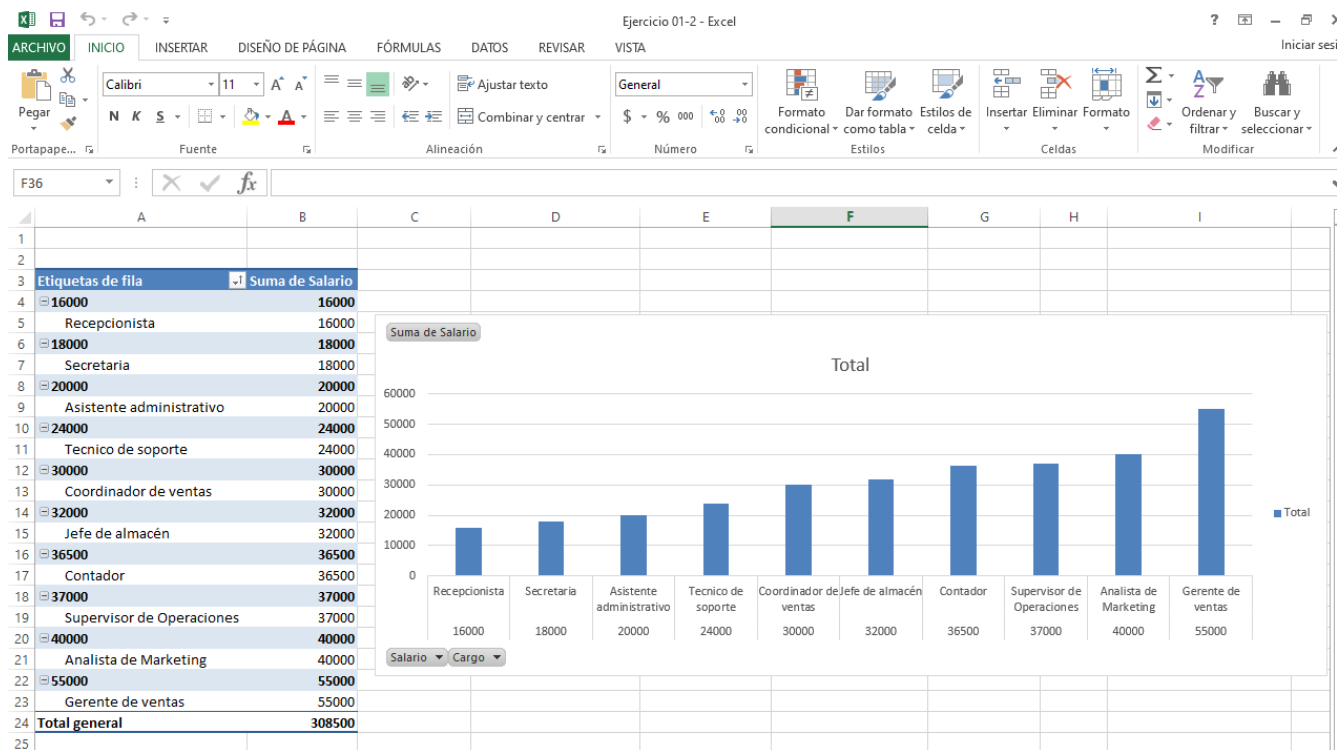 Ejercicio 01-2 - Excel
ARCHIVO INICIO INSERTAR DISEÑO DE PÁGINA FÓRMULAS DATOS REVISAR VISTA Iniciar sesi
Calibri 11 Ajustar texto General
Pegar N K S Combinar y centrar $ % 000
Formato condicional Dar formato como tabla Estilos de celda Insertar Eliminar Formato Ordenar y filtrar Buscar y seleccionar
Portapape... Fuente Alineación Número Estilos Celdas Modificar
F36 fx
A B C D E F G H I
1
2
3 Etiquetas de fila Suma de Salario
4 16000 16000
5 Recepcionista 16000
6 18000 18000
7 Secretaria 18000
8 20000 20000
9 Asistente administrativo 20000
10 24000 24000
11 Tecnico de soporte 24000
12 30000 30000
13 Coordinador de ventas 30000
14 32000 32000
15 Jefe de almacén 32000
16 36500 36500
17 Contador 36500
18 37000 37000
19 Supervisor de Operaciones 37000
20 40000 40000
21 Analista de Marketing 40000
22 55000 55000
23 Gerente de ventas 55000
24 Total general 308500
25
Suma de Salario
Total
60000
50000
40000
30000
20000
10000
0
Total
Recepcionista Secretaria Asistente administrativo Tecnico de soporte Coordinador de ventas Jefe de almacén Contador Supervisor de Operaciones Analista de Marketing Gerente de ventas
16000 18000 20000 24000 30000 32000 36500 37000 40000 55000
Salario Cargo